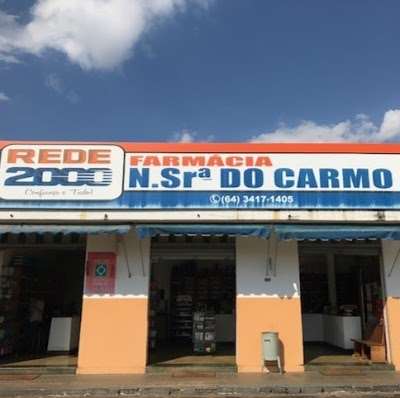 REDE
2000
Confiança é Tudo!
FARMÁCIA
N.Srª DO CARMO
(64) 3417-1405